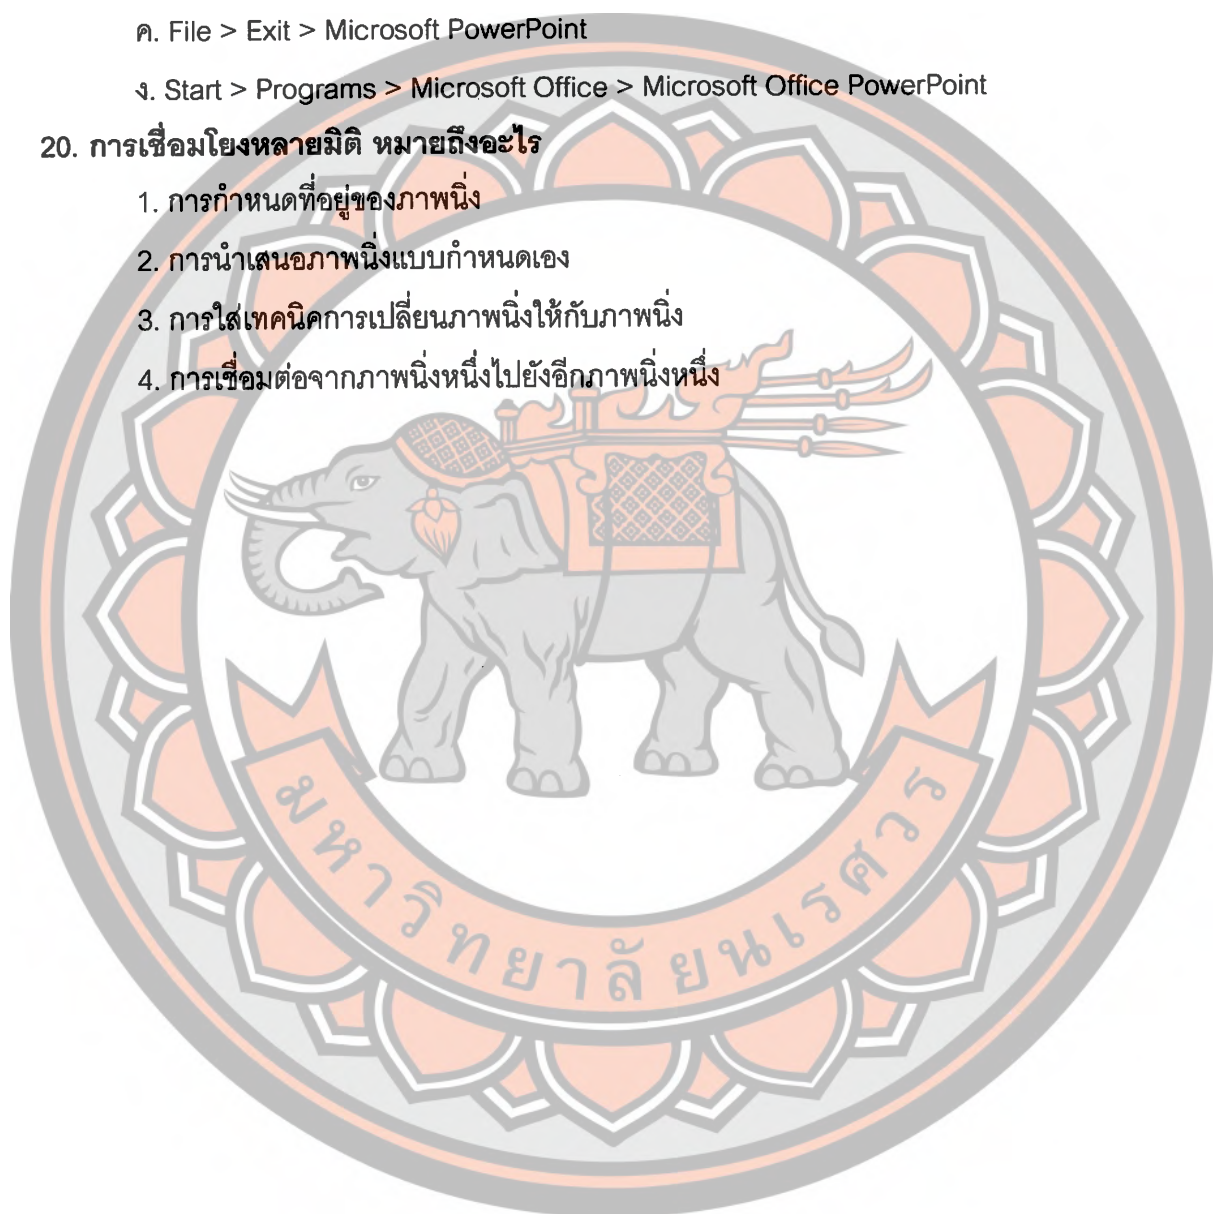 ค. File > Exit > Microsoft PowerPoint
ง. Start > Programs > Microsoft Office > Microsoft Office PowerPoint
20. การเชื่อมโยงหลายมิติ หมายถึงอะไร
1. การกำหนดที่อยู่ของภาพนิ่ง
2. การนำเสนอภาพนิ่งแบบกำหนดเอง
3. การใส่เทคนิคการเปลี่ยนภาพนิ่งให้กับภาพนิ่ง
4. การเชื่อมต่อจากภาพนิ่งหนึ่งไปยังอีกภาพนิ่งหนึ่ง
มหาวิทยาลัยนเรศวร